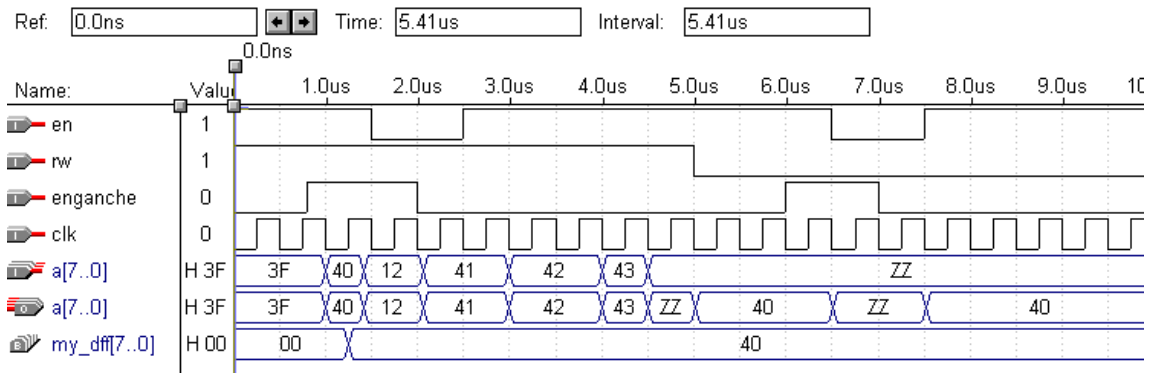 Ref: 0.0ns Time: 5.41us Interval: 5.41us
0.0ns
Name: Valu 1.0us 2.0us 3.0us 4.0us 5.0us 6.0us 7.0us 8.0us 9.0us 10
en 1
rw 1
enganche 0
clk 0
a[7..0] H 3F 3F 40 12 41 42 43 ZZ
a[7..0] H 3F 3F 40 12 41 42 43 ZZ 40 ZZ 40
my_dff[7..0] H 00 00 40